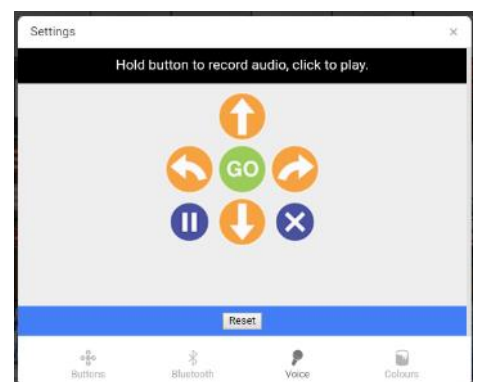 Settings
Hold button to record audio, click to play.
GO
Reset
Buttons Bluetooth Voice Colours